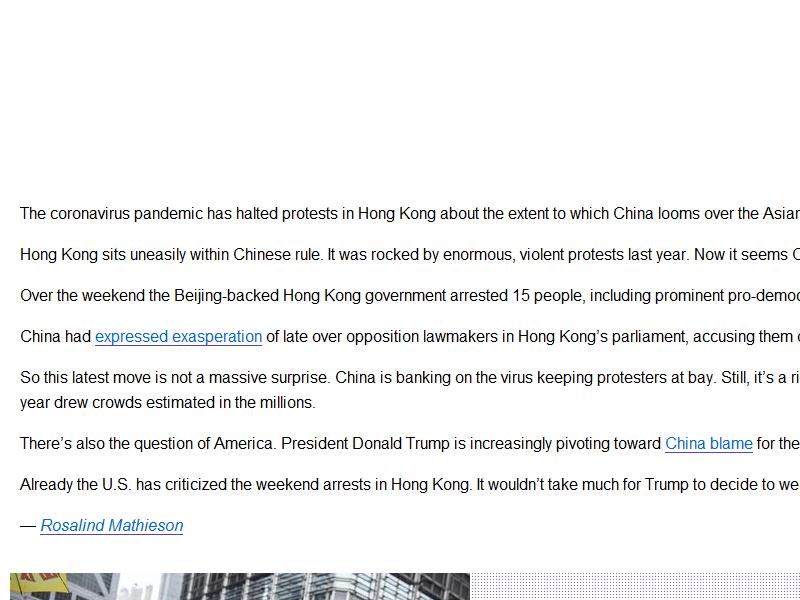 The coronavirus pandemic has halted protests in Hong Kong about the extent to which China looms over the Asian
Hong Kong sits uneasily within Chinese rule. It was rocked by enormous, violent protests last year. Now it seems
Over the weekend the Beijing-backed Hong Kong government arrested 15 people, including prominent pro-democ
China had expressed exasperation of late over opposition lawmakers in Hong Kong’s parliament, accusing them
So this latest move is not a massive surprise. China is banking on the virus keeping protesters at bay. Still, it’s a ri
year drew crowds estimated in the millions.
There’s also the question of America. President Donald Trump is increasingly pivoting toward China blame for the
Already the U.S. has criticized the weekend arrests in Hong Kong. It wouldn’t take much for Trump to decide to we
— Rosalind Mathieson